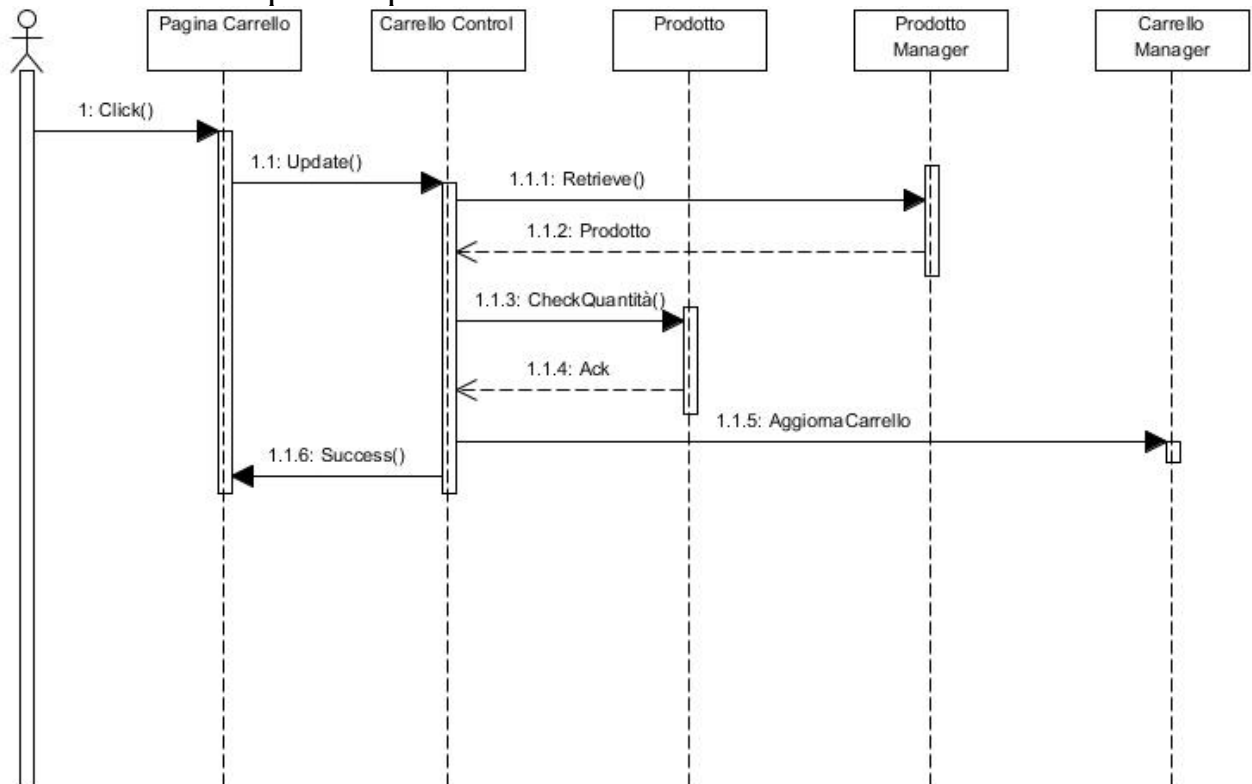 Pagina Carrello
Carrello Control
Prodotto
Prodotto
Manager
Carrello
Manager
1: Click()
1.1: Update()
1.1.1: Retrieve()
1.1.2: Prodotto
1.1.3: CheckQuantità()
1.1.4: Ack
1.1.5: AggiornaCarrello
1.1.6: Success()